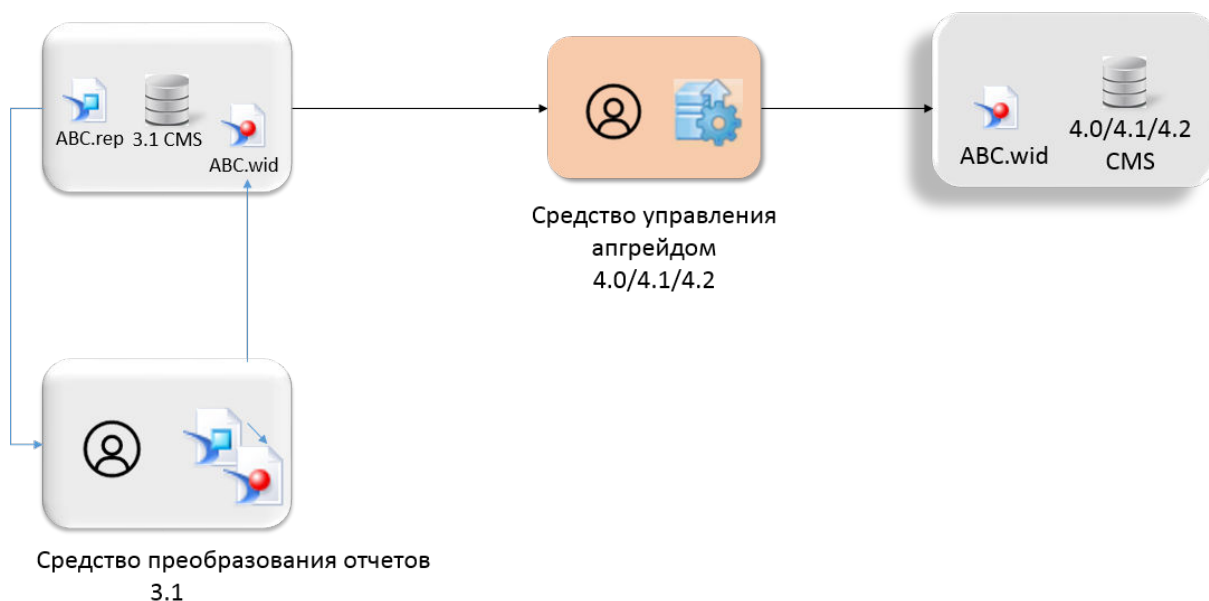 ABC.rep
3.1 CMS
ABC.wid
Средство управления
апгрейдом
4.0/4.1/4.2
ABC.wid
4.0/4.1/4.2
CMS
Средство преобразования отчетов
3.1